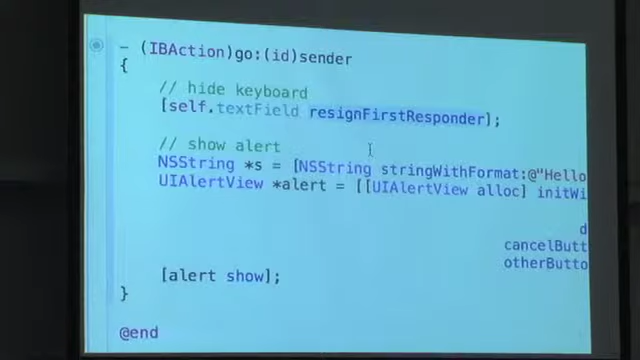 - (IBAction)go:(id)sender
{
// hide keyboard
[self.textField resignFirstResponder];
// show alert
NSString *s = [NSString stringWithFormat:@"Hello
UIAlertView *alert = [[UIAlertView alloc] initWi
d
cancelButt
otherButto
[alert show];
}
@end